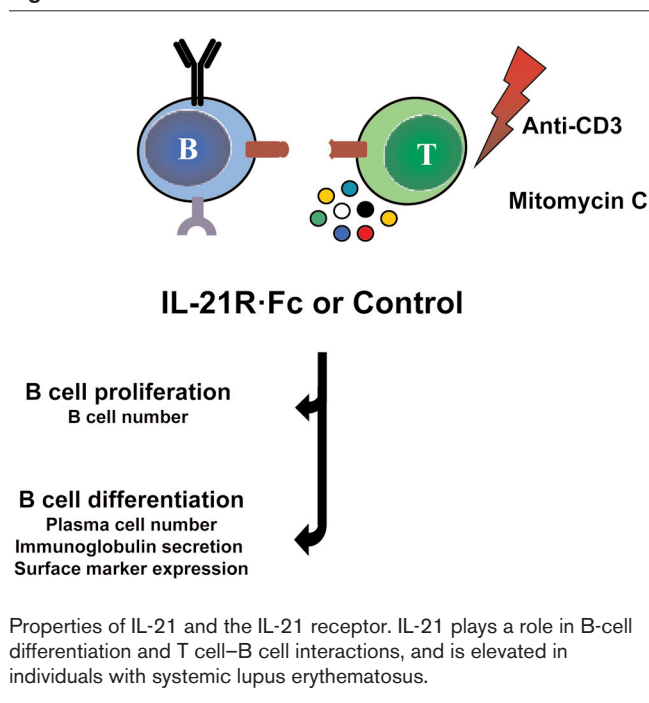 B
T
Anti-CD3
Mitomycin C
IL-21R·Fc or Control
B cell proliferation
B cell number
B cell differentiation
Plasma cell number
Immunoglobulin secretion
Surface marker expression
Properties of IL-21 and the IL-21 receptor. IL-21 plays a role in B-cell
differentiation and T cell–B cell interactions, and is elevated in
individuals with systemic lupus erythematosus.